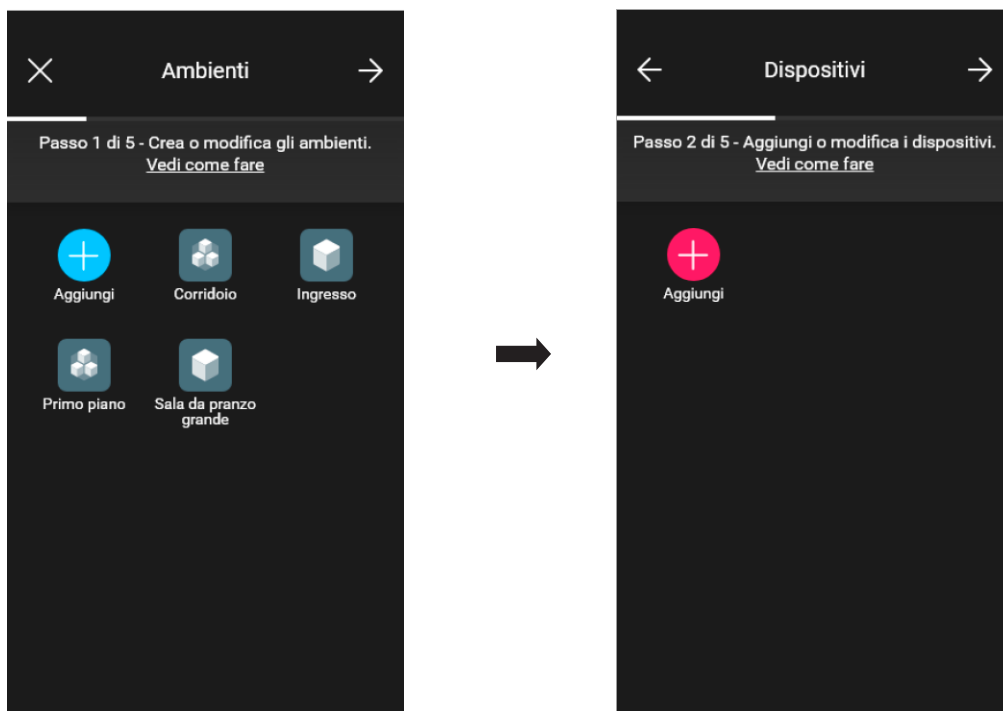 Ambienti
Passo 1 di 5 - Crea o modifica gli ambienti.
Vedi come fare
Aggiungi
Corridoio
Ingresso
Primo piano
Sala da pranzo
grande
Dispositivi
Passo 2 di 5 - Aggiungi o modifica i dispositivi.
Vedi come fare
Aggiungi